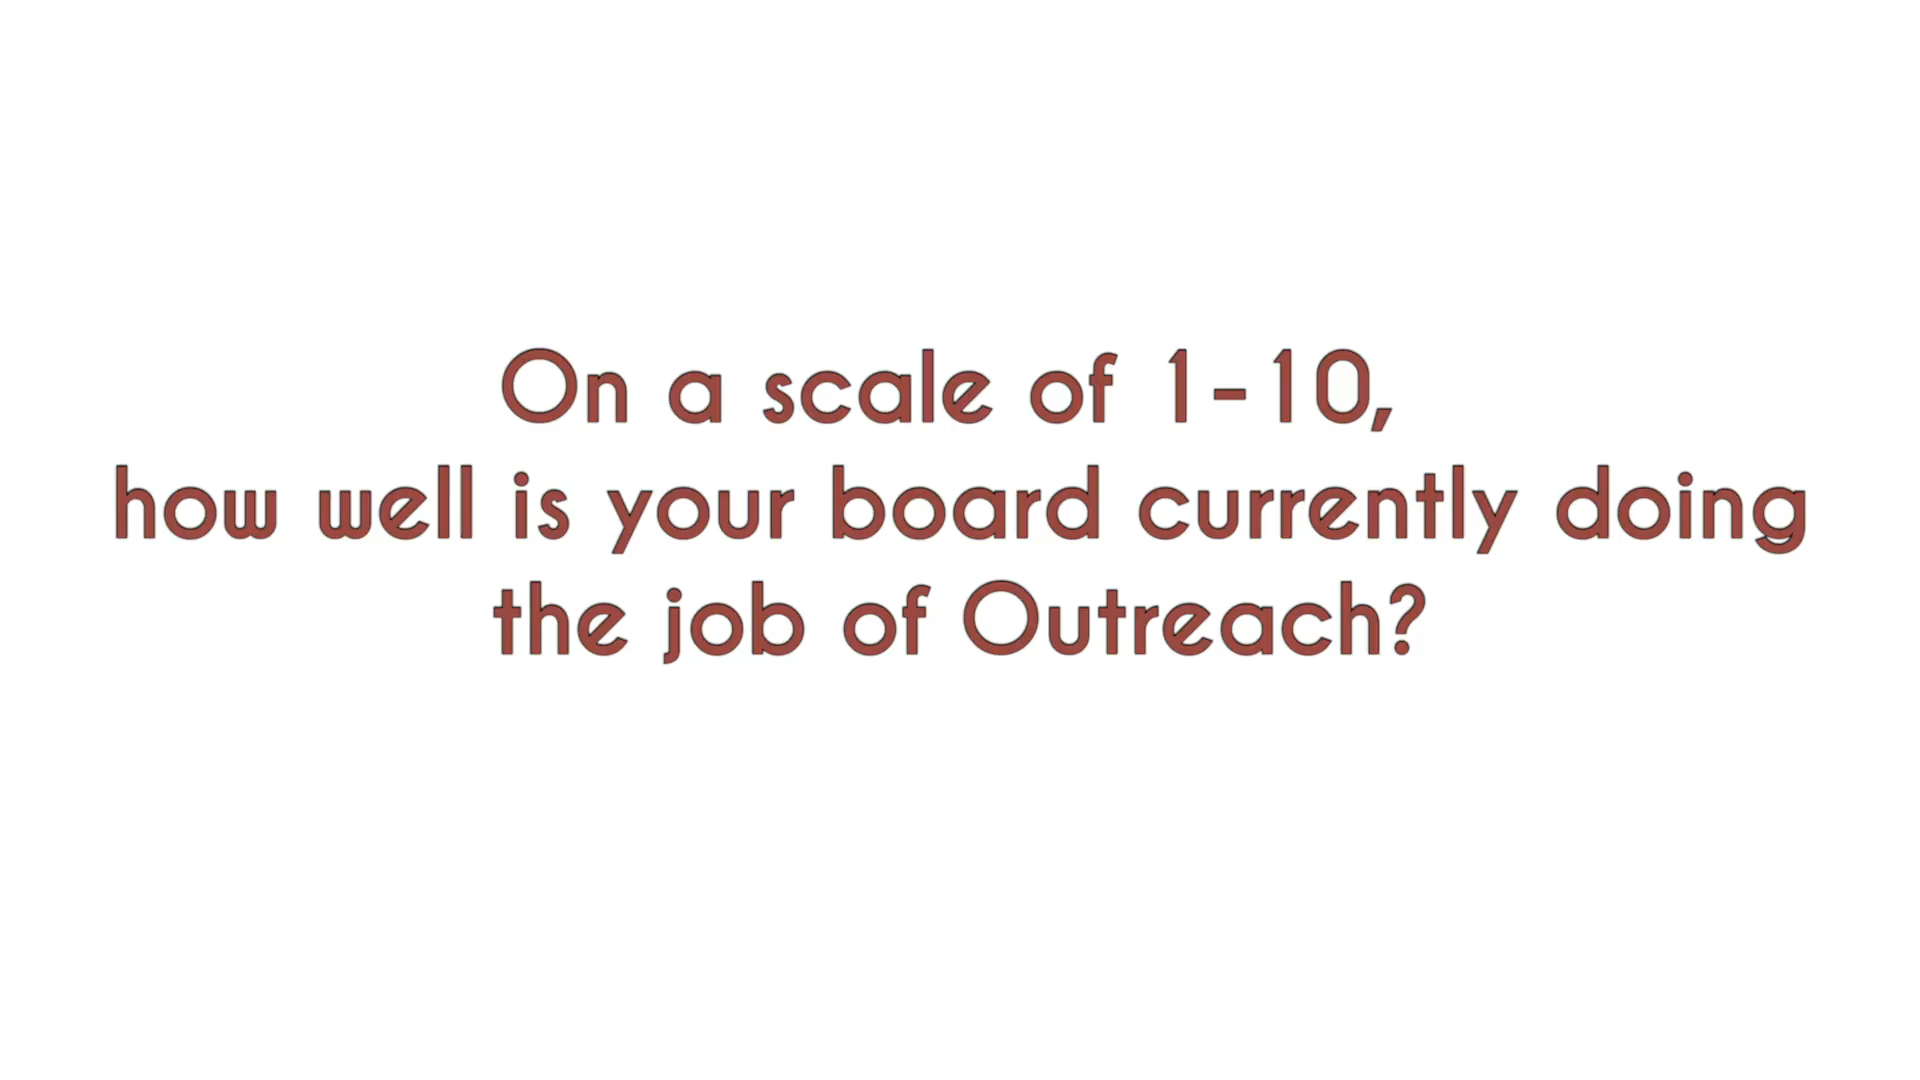 On a scale of 1-10,
how well is your board currently doing
the job of Outreach?